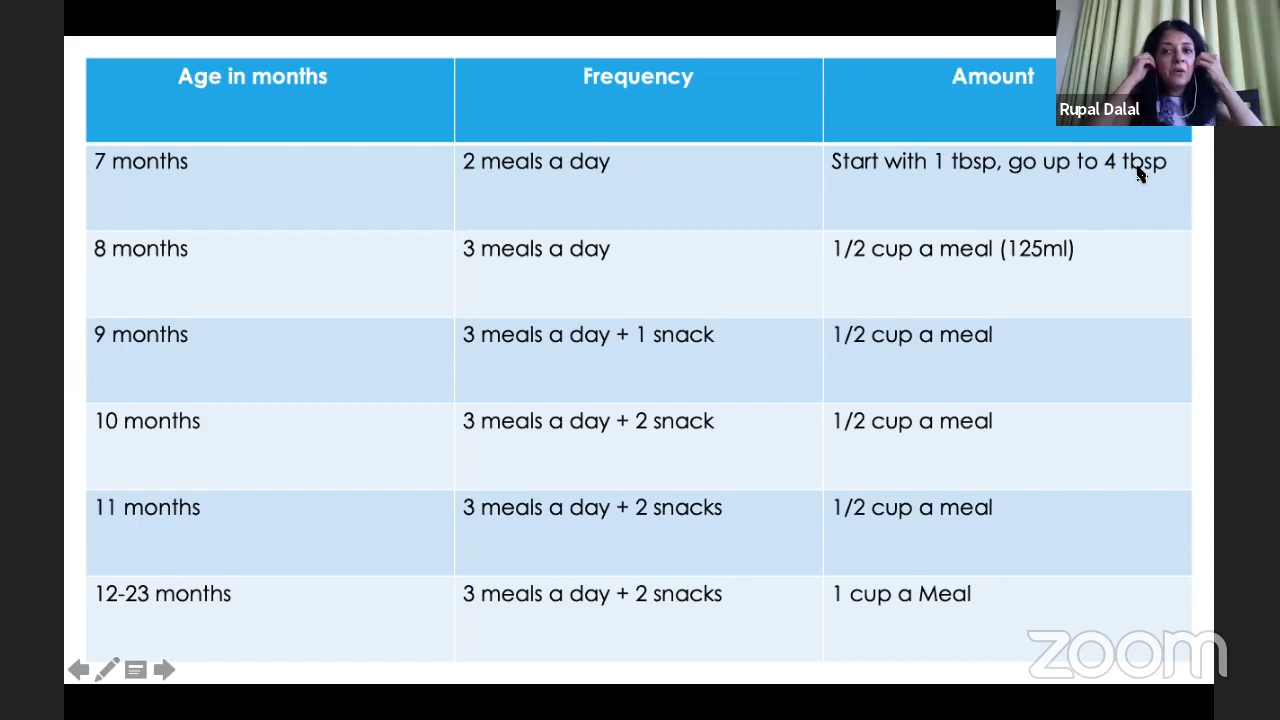 Age in months Frequency Amount
Rupal Dalal
7 months 2 meals a day Start with 1 tbsp, go up to 4 tbsp
8 months 3 meals a day 1/2 cup a meal (125ml)
9 months 3 meals a day + 1 snack 1/2 cup a meal
10 months 3 meals a day + 2 snack 1/2 cup a meal
11 months 3 meals a day + 2 snacks 1/2 cup a meal
12-23 months 3 meals a day + 2 snacks 1 cup a Meal
zoom